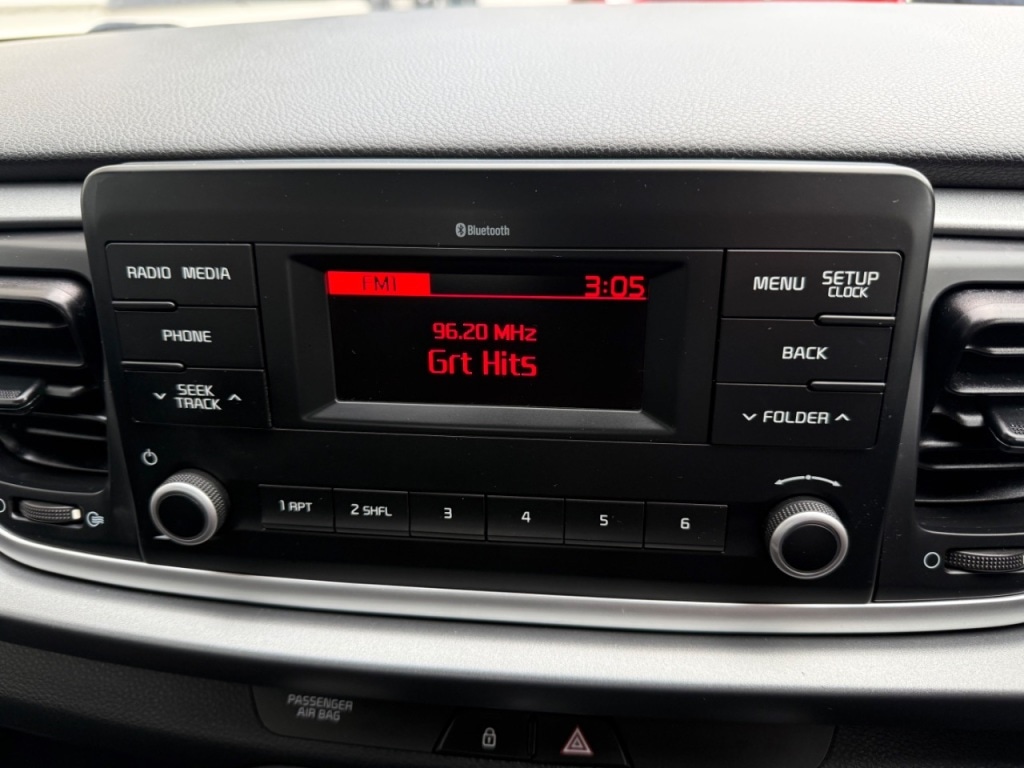 Bluetooth
RADIO MEDIA
FM1 3:05
MENU SETUP
CLOCK
96.20 MHz
PHONE
BACK
Grt Hits
SEEK
TRACK
FOLDER
1 RPT 2 SHFL 3 4 5 6
PASSENGER
AIR BAG